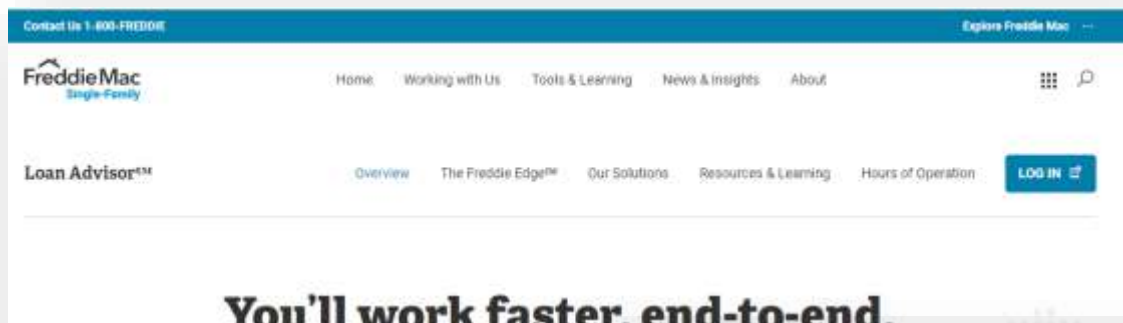 Contact Us 1-800-FREDDIE Explore Freddie Mac ...
Freddie Mac
Single-Family
Home Working with Us Tools & Learning News & Insights About
Loan Advisor℠ Overview The Freddie Edge℠ Our Solutions Resources & Learning Hours of Operation LOG IN
You'll work faster, end-to-end.